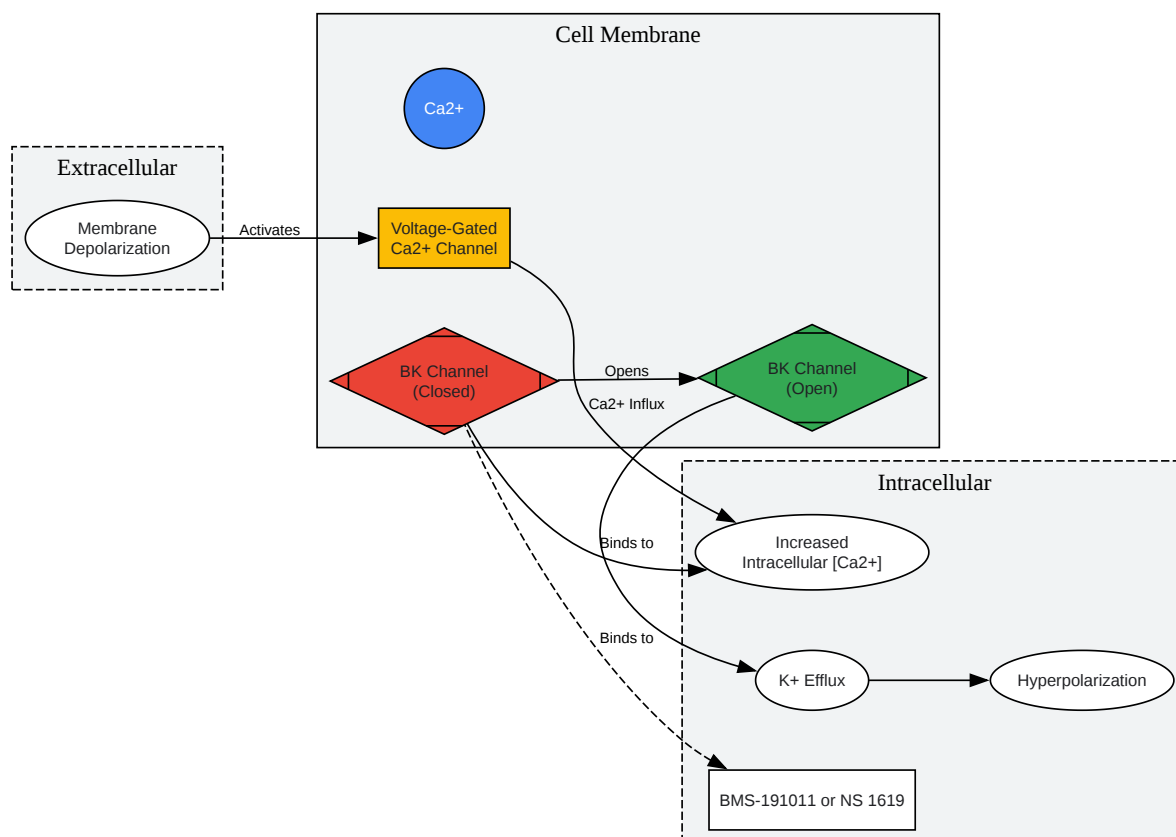 Cell Membrane
Ca2+
Extracellular
Membrane
Depolarization
Activates
Voltage-Gated
Ca2+ Channel
BK Channel
(Closed)
Opens
BK Channel
(Open)
Ca2+ Influx
Intracellular
Binds to
Increased
Intracellular [Ca2+]
Binds to
K+ Efflux
Hyperpolarization
BMS-191011 or NS 1619